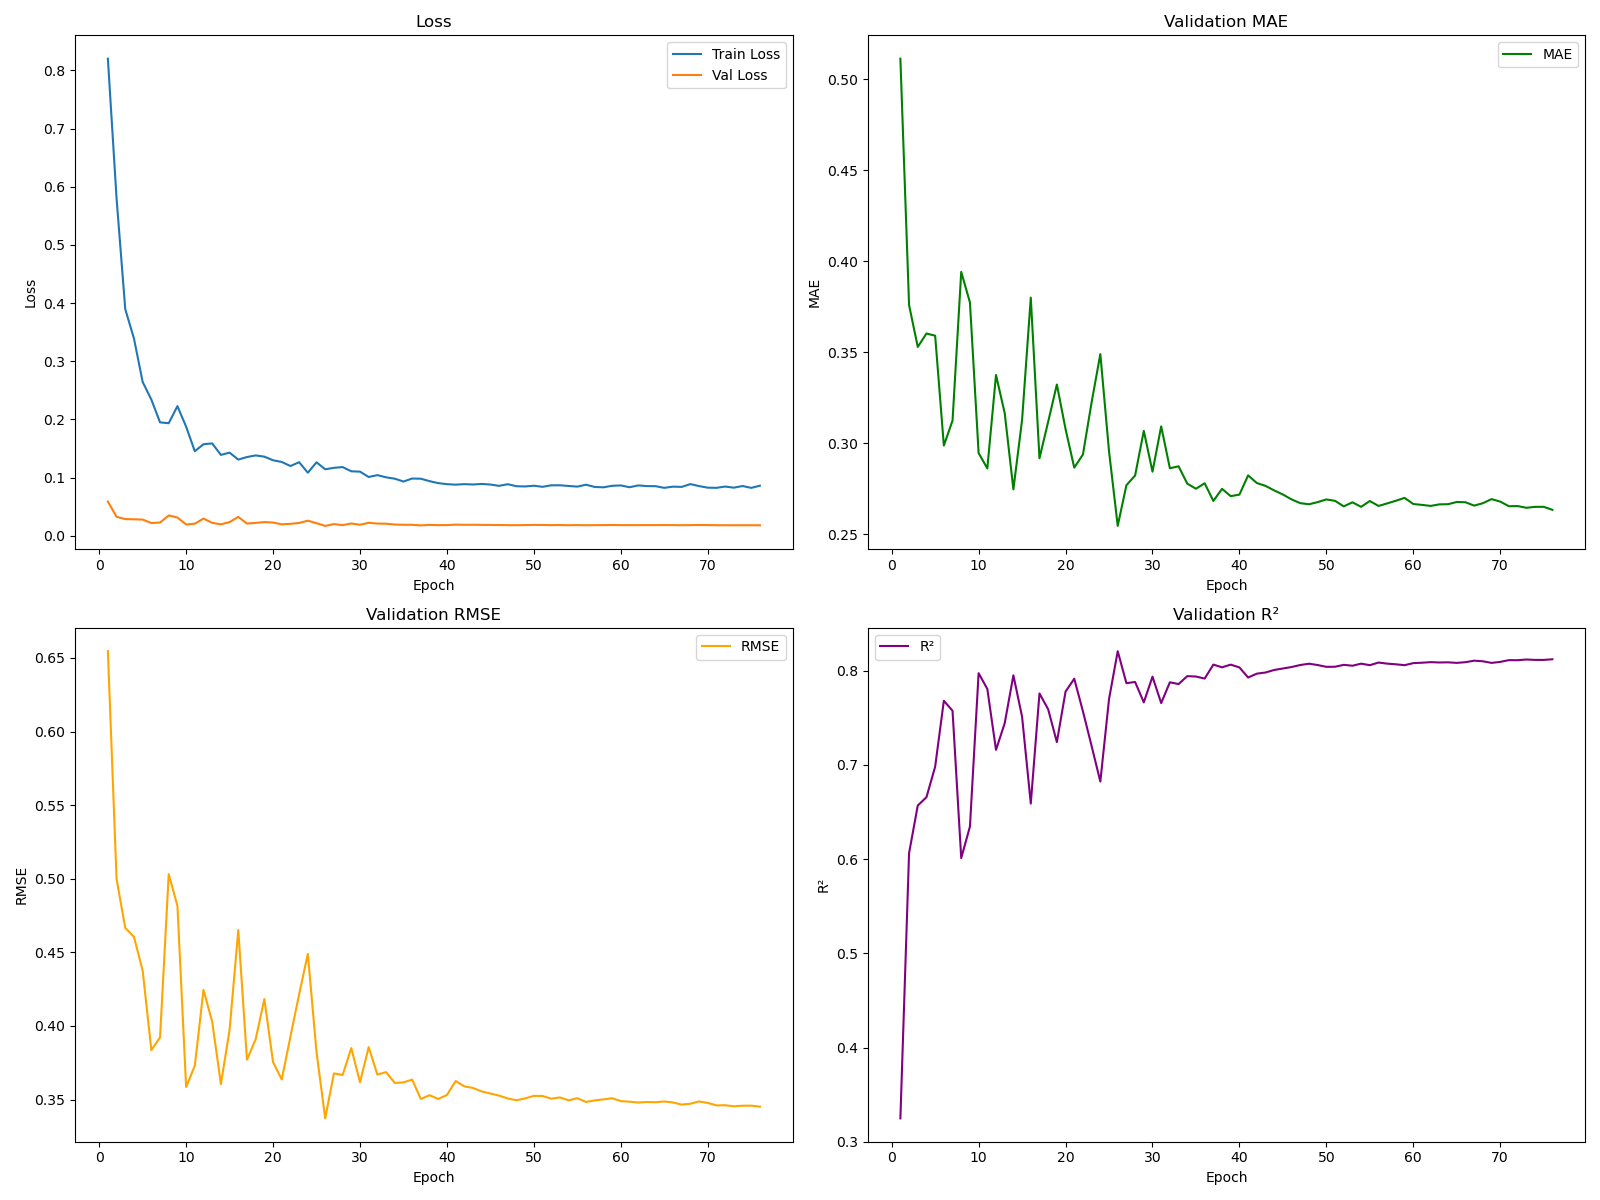 Loss
Train Loss
Val Loss
0.8
0.7
0.6
0.5
0.4
0.3
0.2
0.1
0.0
Loss
0 10 20 30 40 50 60 70
Epoch
Validation MAE
MAE
0.50
0.45
0.40
0.35
0.30
0.25
MAE
0 10 20 30 40 50 60 70
Epoch
Validation RMSE
RMSE
0.65
0.60
0.55
0.50
0.45
0.40
0.35
RMSE
0 10 20 30 40 50 60 70
Epoch
Validation R²
R²
0.8
0.7
0.6
0.5
0.4
0.3
R²
0 10 20 30 40 50 60 70
Epoch